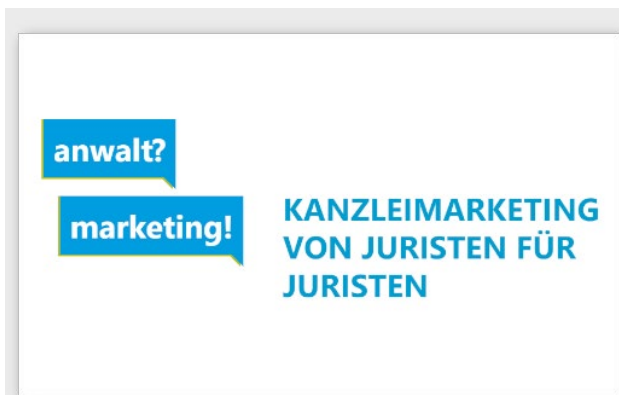 anwalt?
marketing!
KANZLEIMARKETING
VON JURISTEN FÜR
JURISTEN